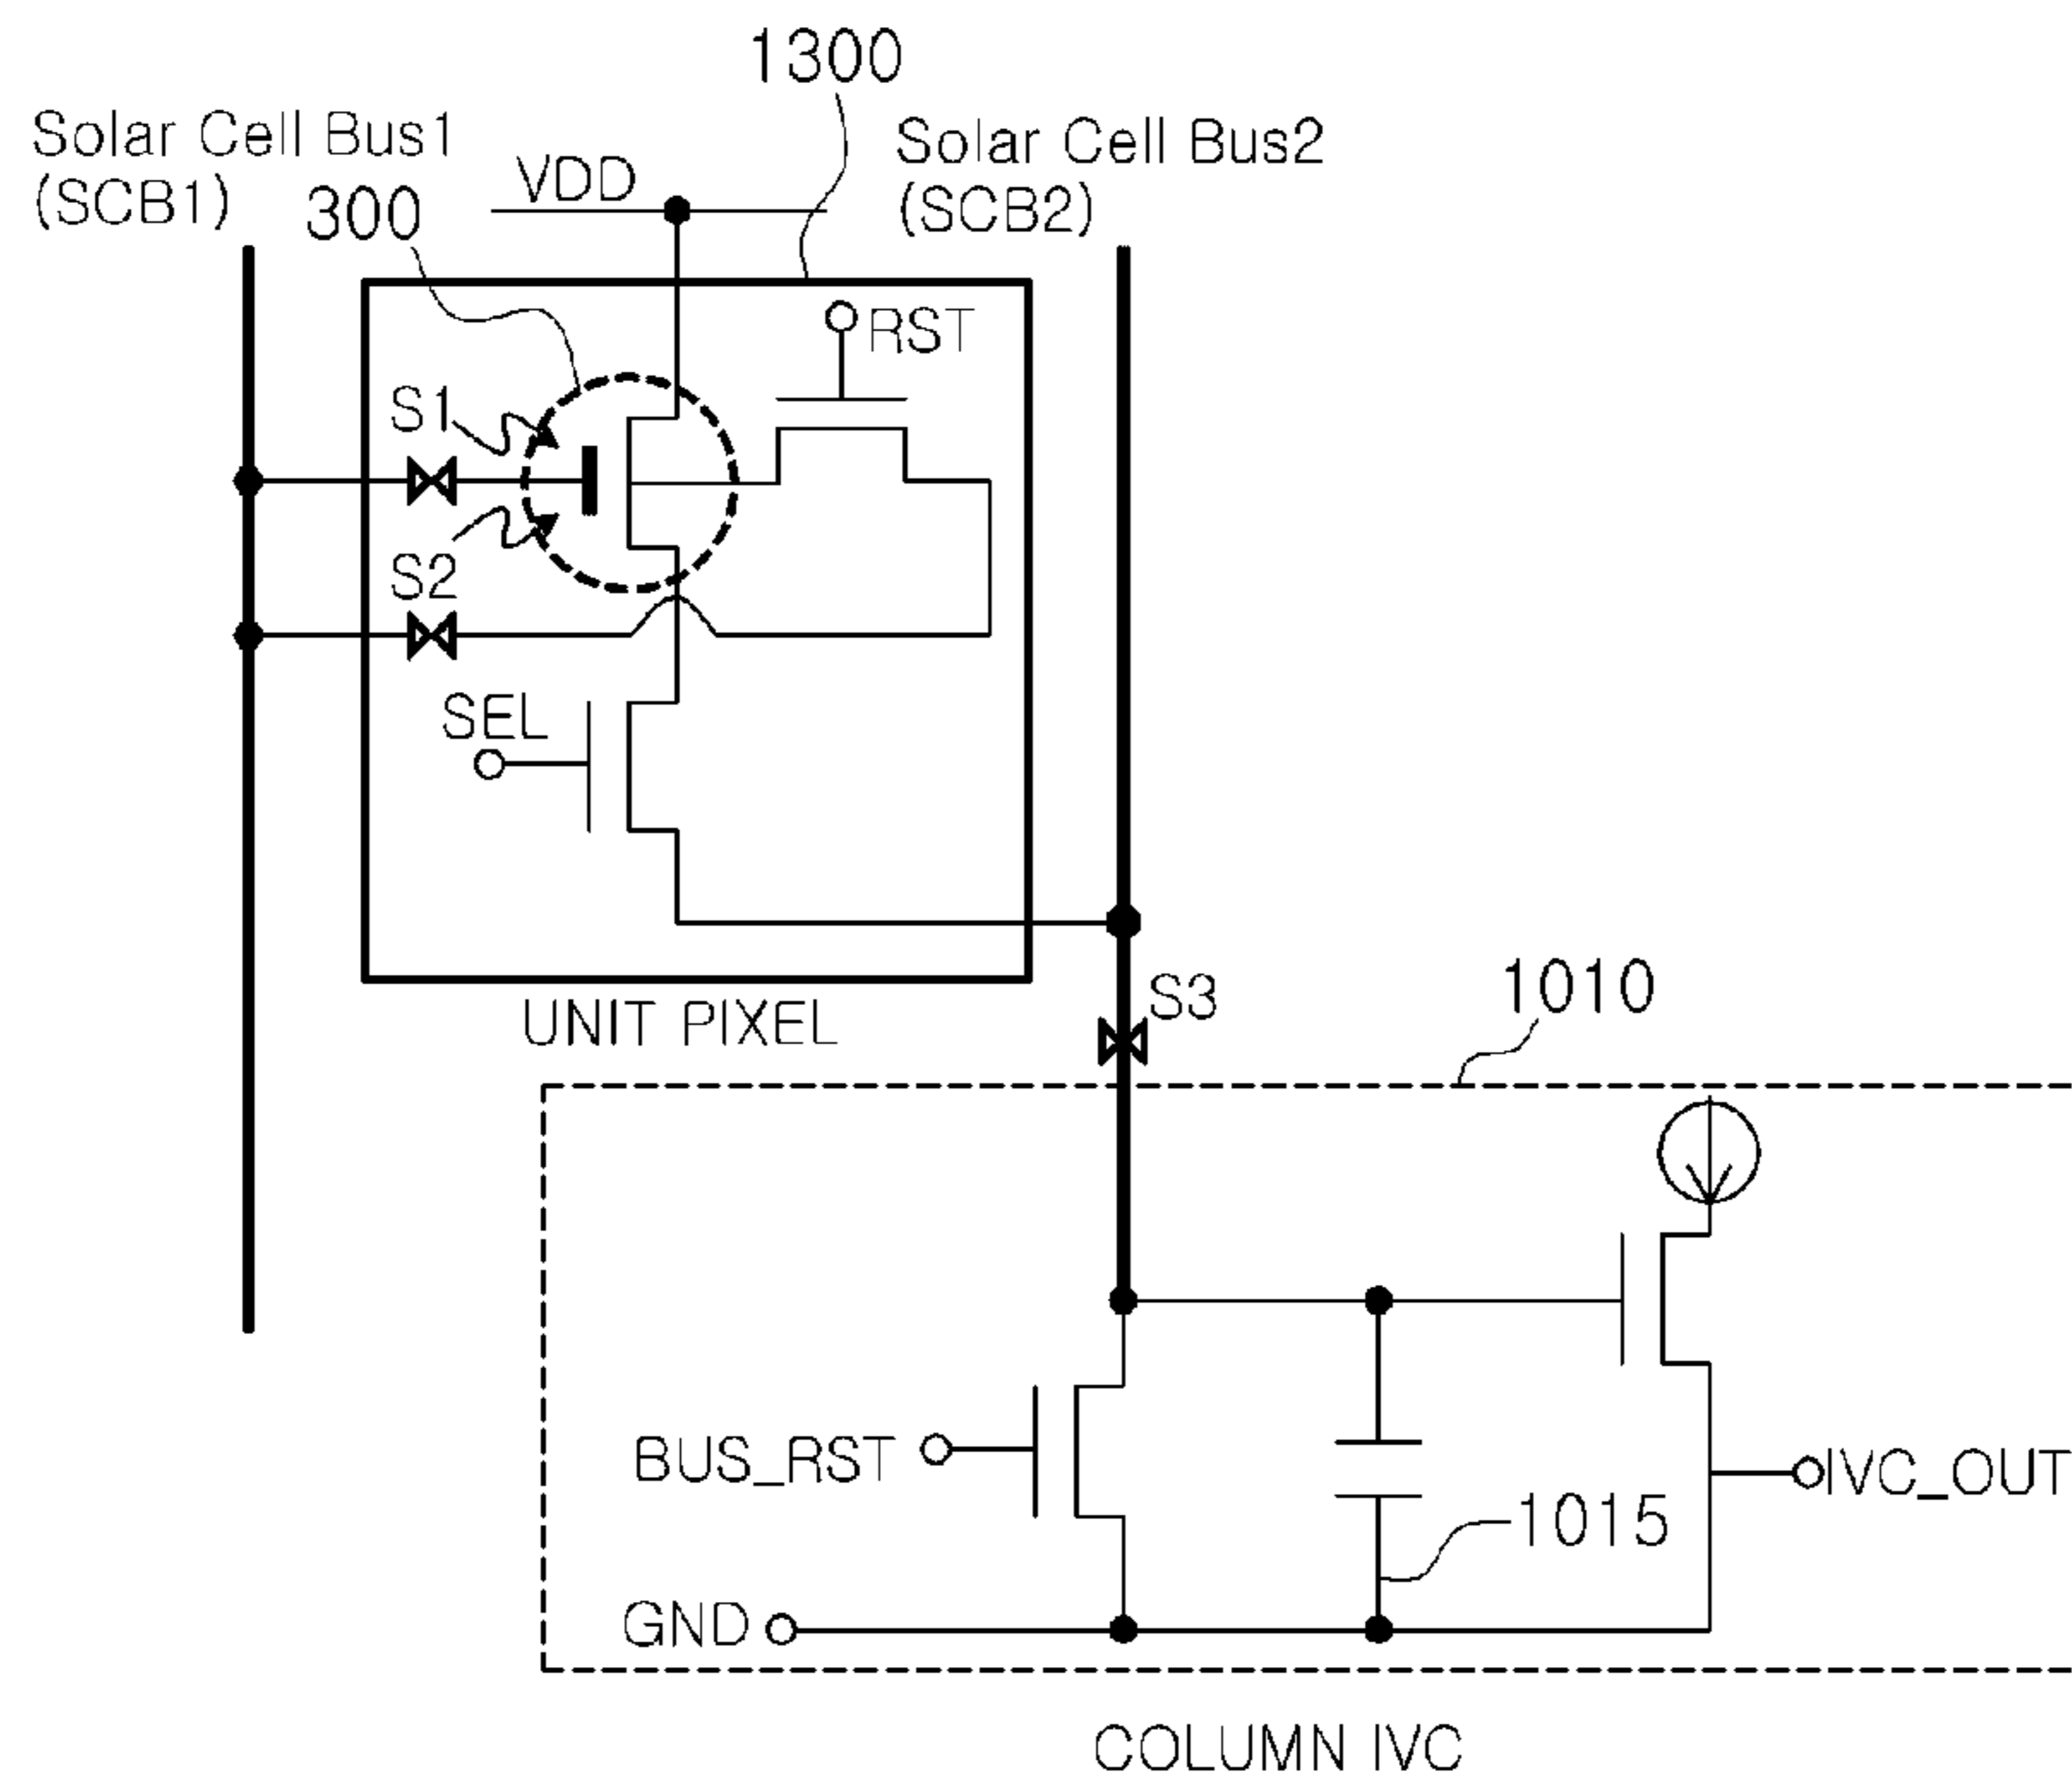 1300
Solar Cell Bus1
(SCB1)
300
VDD
Solar Cell Bus2
(SCB2)
RST
S1
S2
SEL
UNIT PIXEL
S3
1010
BUS_RST
IVC_OUT
1015
GND
COLUMN IVC